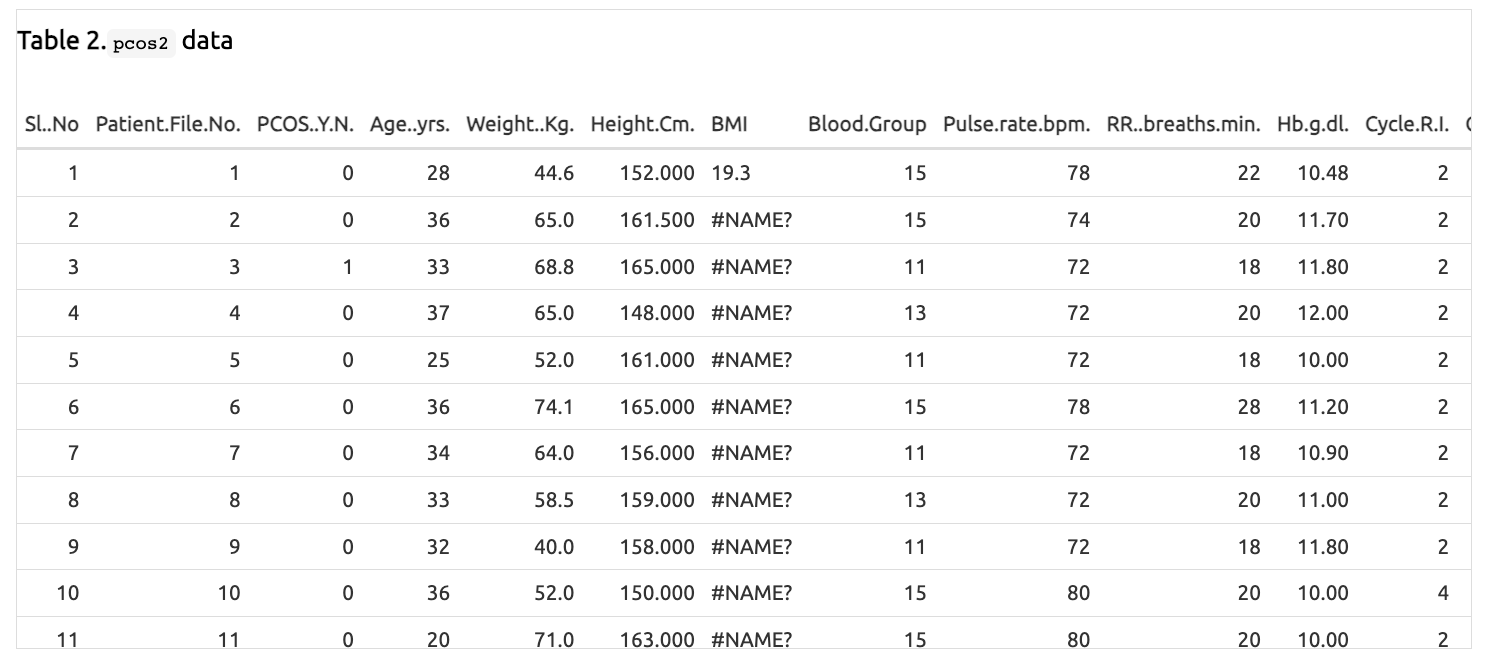 Table 2. pcos2 data
Sl..No Patient.File.No. PCOS..Y.N. Age..yrs. Weight..Kg. Height.Cm. BMI Blood.Group Pulse.rate.bpm. RR..breaths.min. Hb.g.dl. Cycle.R.I.
1 1 0 28 44.6 152.000 19.3 15 78 22 10.48 2
2 2 0 36 65.0 161.500 #NAME? 15 74 20 11.70 2
3 3 1 33 68.8 165.000 #NAME? 11 72 18 11.80 2
4 4 0 37 65.0 148.000 #NAME? 13 72 20 12.00 2
5 5 0 25 52.0 161.000 #NAME? 11 72 18 10.00 2
6 6 0 36 74.1 165.000 #NAME? 15 78 28 11.20 2
7 7 0 34 64.0 156.000 #NAME? 11 72 18 10.90 2
8 8 0 33 58.5 159.000 #NAME? 13 72 20 11.00 2
9 9 0 32 40.0 158.000 #NAME? 11 72 18 11.80 2
10 10 0 36 52.0 150.000 #NAME? 15 80 20 10.00 4
11 11 0 20 71.0 163.000 #NAME? 15 80 20 10.00 2